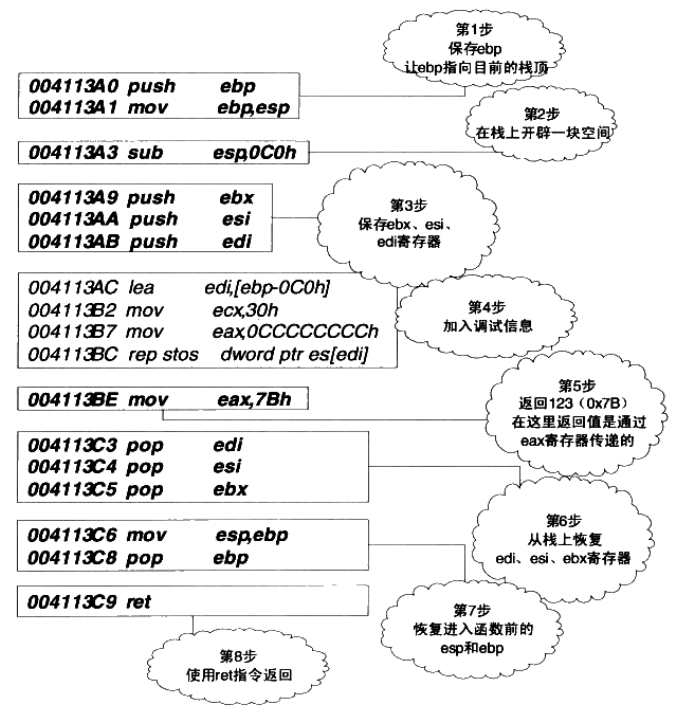 第1步
保存ebp
让ebp指向目前的栈顶
004113A0 push ebp
004113A1 mov ebp,esp
第2步
在栈上开辟一块空间
004113A3 sub esp,0C0h
004113A9 push ebx
004113AA push esi
004113AB push edi
第3步
保存ebx、esi、
edi寄存器
004113AC lea edi,[ebp-0C0h]
004113B2 mov ecx,30h
004113B7 mov eax,0CCCCCCCCh
004113BC rep stos dword ptr es[edi]
第4步
加入调试信息
004113BE mov eax,7Bh
第5步
返回123（0x7B）
在这里返回值是通过
eax寄存器传递的
004113C3 pop edi
004113C4 pop esi
004113C5 pop ebx
第6步
从栈上恢复
edi、esi、ebx寄存器
004113C6 mov esp,ebp
004113C8 pop ebp
第7步
恢复进入函数前的
esp和ebp
004113C9 ret
第8步
使用ret指令返回